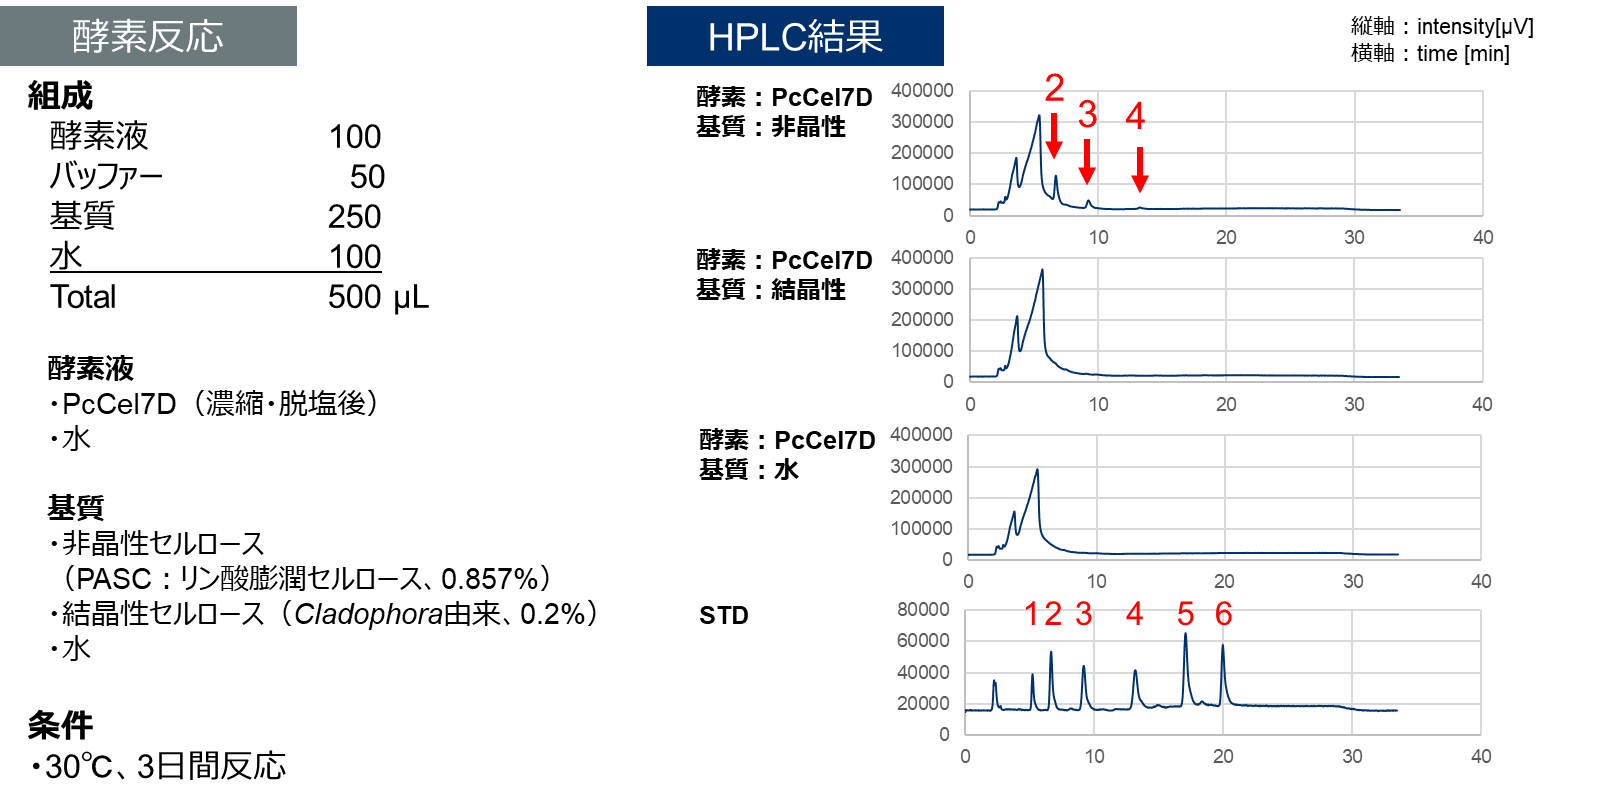 酵素反応
組成
酵素液 100
バッファー 50
基質 250
水 100
Total 500 μL
酵素液
・PcCel7D（濃縮・脱塩後）
・水
基質
・非晶性セルロース
（PASC：リン酸膨潤セルロース、0.857%）
・結晶性セルロース（Cladophora由来、0.2%）
・水
条件
・30℃、3日間反応
HPLC結果
縦軸：intensity[μV]
横軸：time [min]
酵素：PcCel7D
基質：非晶性
400000
300000
200000
100000
0
2 3 4
0 10 20 30 40
酵素：PcCel7D
基質：結晶性
400000
300000
200000
100000
0
0 10 20 30 40
酵素：PcCel7D
基質：水
400000
300000
200000
100000
0
0 10 20 30 40
STD
80000
60000
40000
20000
0
1 2 3 4 5 6
0 10 20 30 40